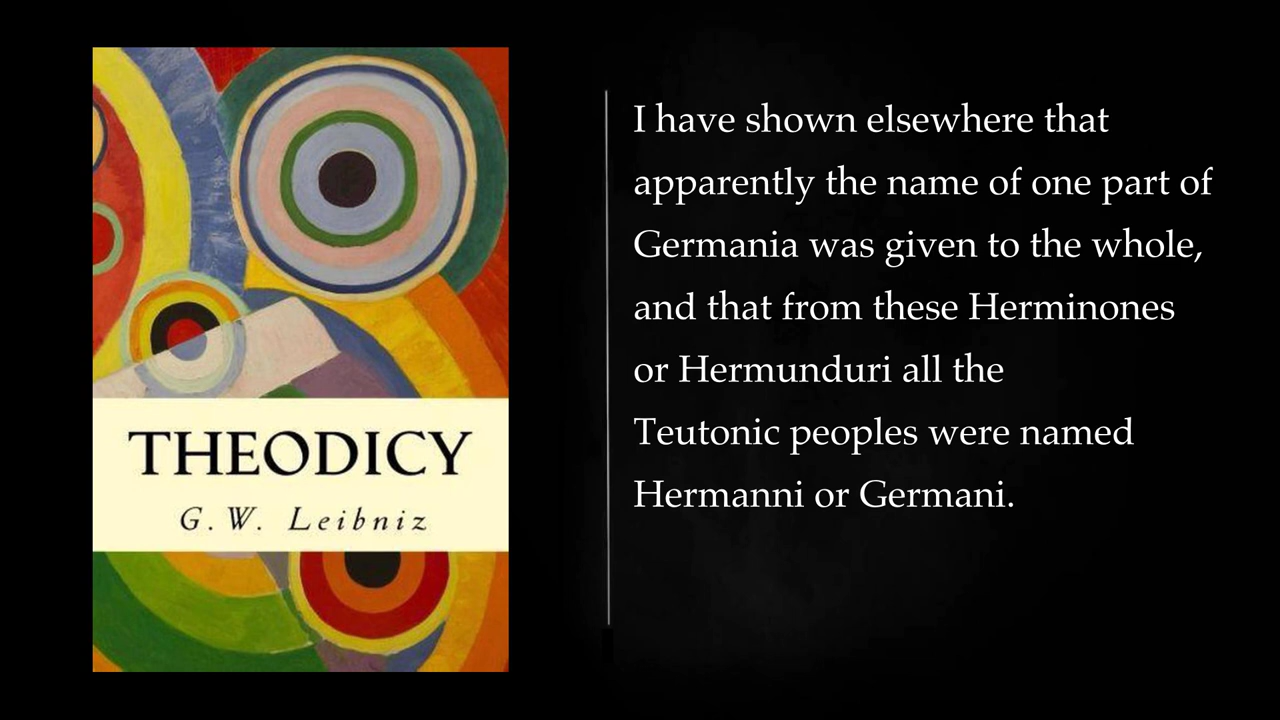 THEODICY
G.W. Leibniz
I have shown elsewhere that
apparently the name of one part of
Germania was given to the whole,
and that from these Herminones
or Hermunduri all the
Teutonic peoples were named
Hermanni or Germani.